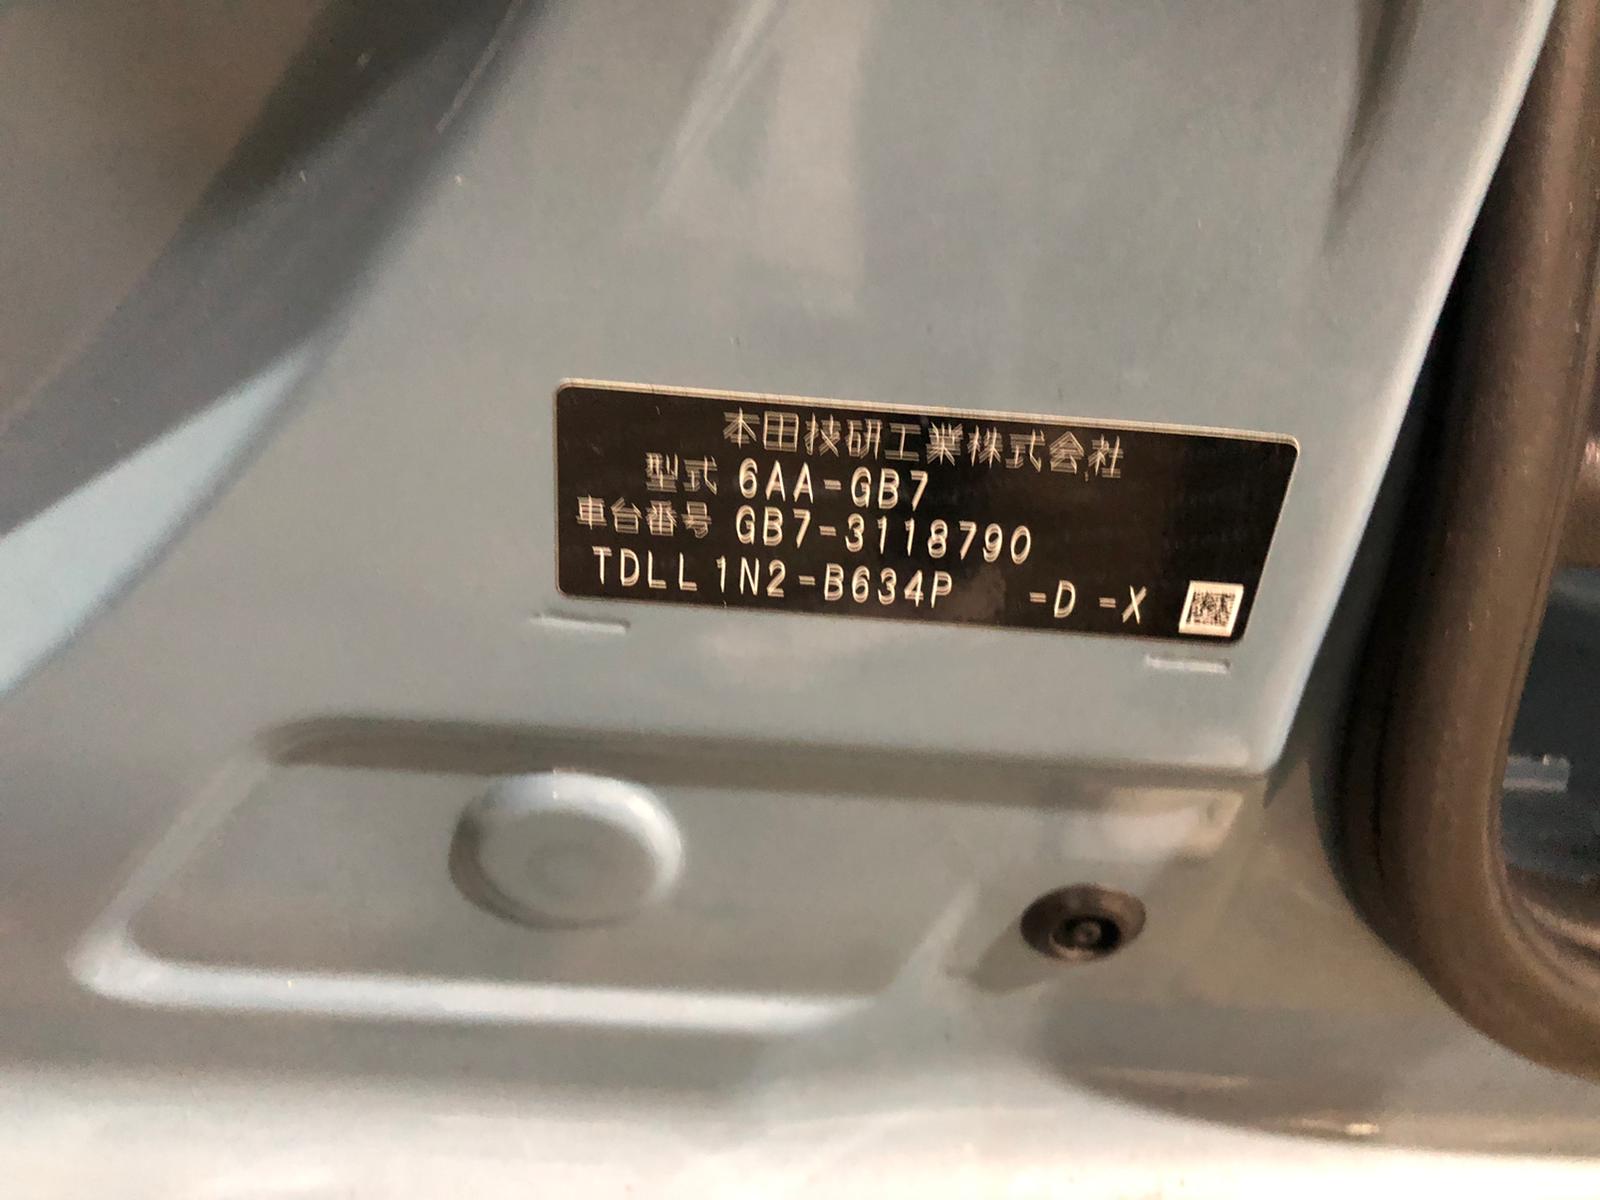 本田技研工業株式会社
型式 6AA-GB7
車台番号 GB7-3118790
TDLL1N2-B634P -D -X